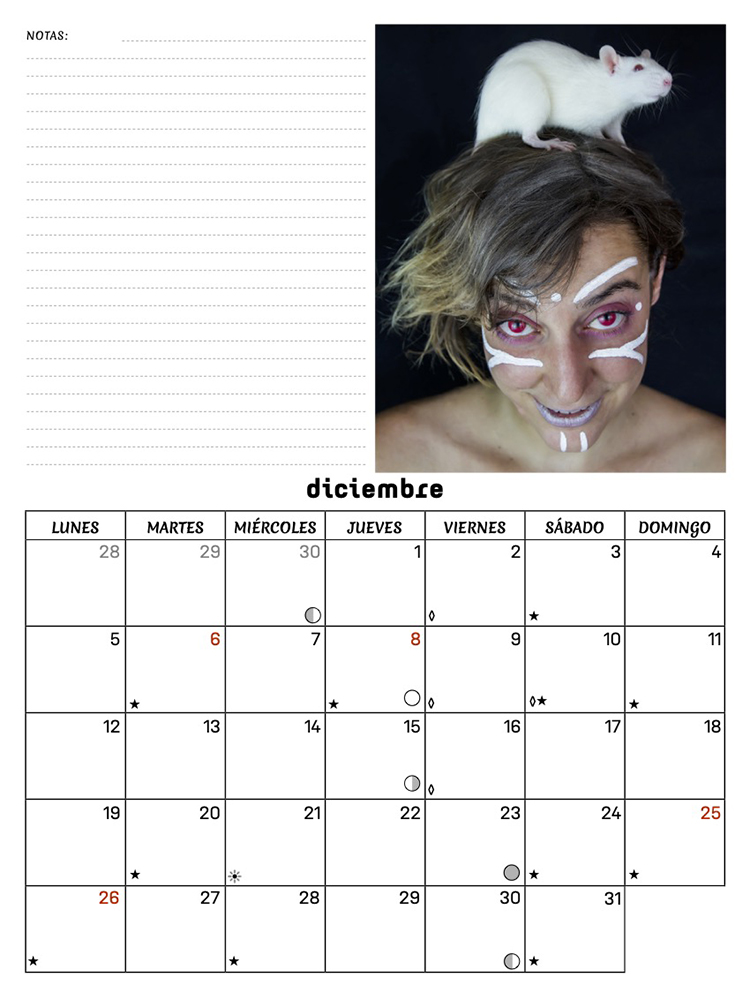 NOTAS:
diciembre
LUNES MARTES MIÉRCOLES JUEVES VIERNES SÁBADO DOMINGO
28 29 30 1 2 3 4
5 6 7 8 9 10 11
12 13 14 15 16 17 18
19 20 21 22 23 24 25
26 27 28 29 30 31